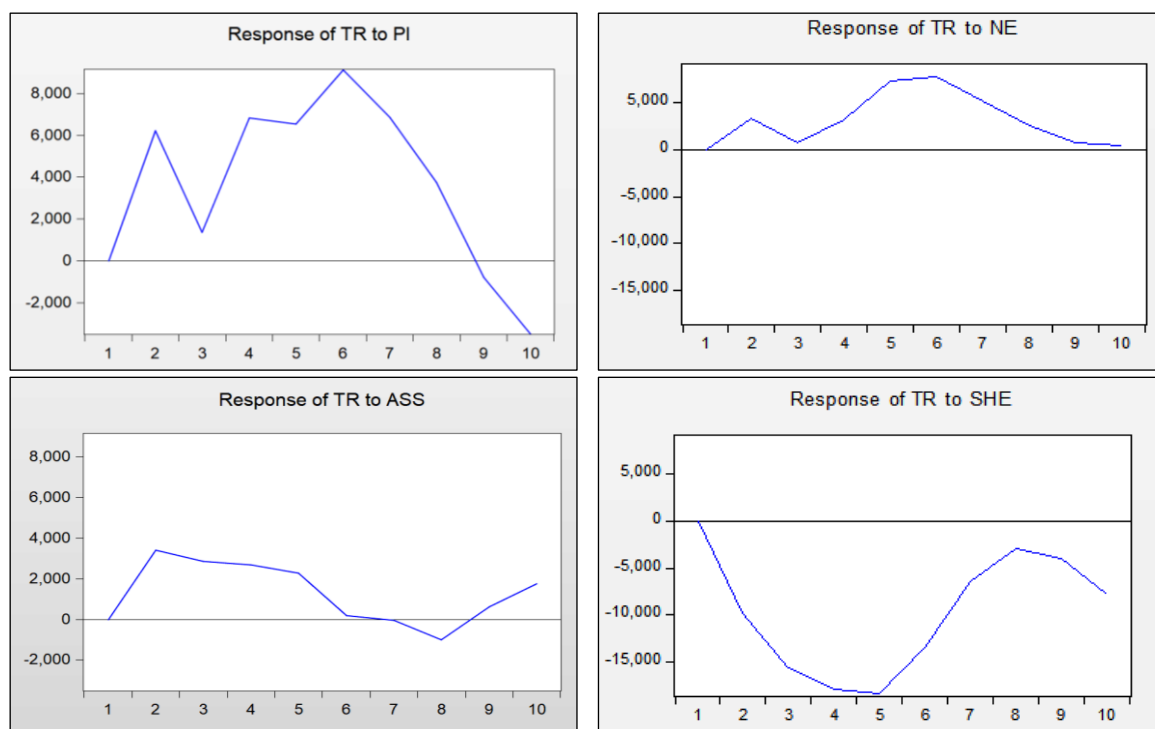 Response of TR to PI
8,000
6,000
4,000
2,000
0
-2,000
1 2 3 4 5 6 7 8 9 10
Response of TR to NE
5,000
0
-5,000
-10,000
-15,000
1 2 3 4 5 6 7 8 9 10
Response of TR to ASS
8,000
6,000
4,000
2,000
0
-2,000
1 2 3 4 5 6 7 8 9 10
Response of TR to SHE
5,000
0
-5,000
-10,000
-15,000
1 2 3 4 5 6 7 8 9 10